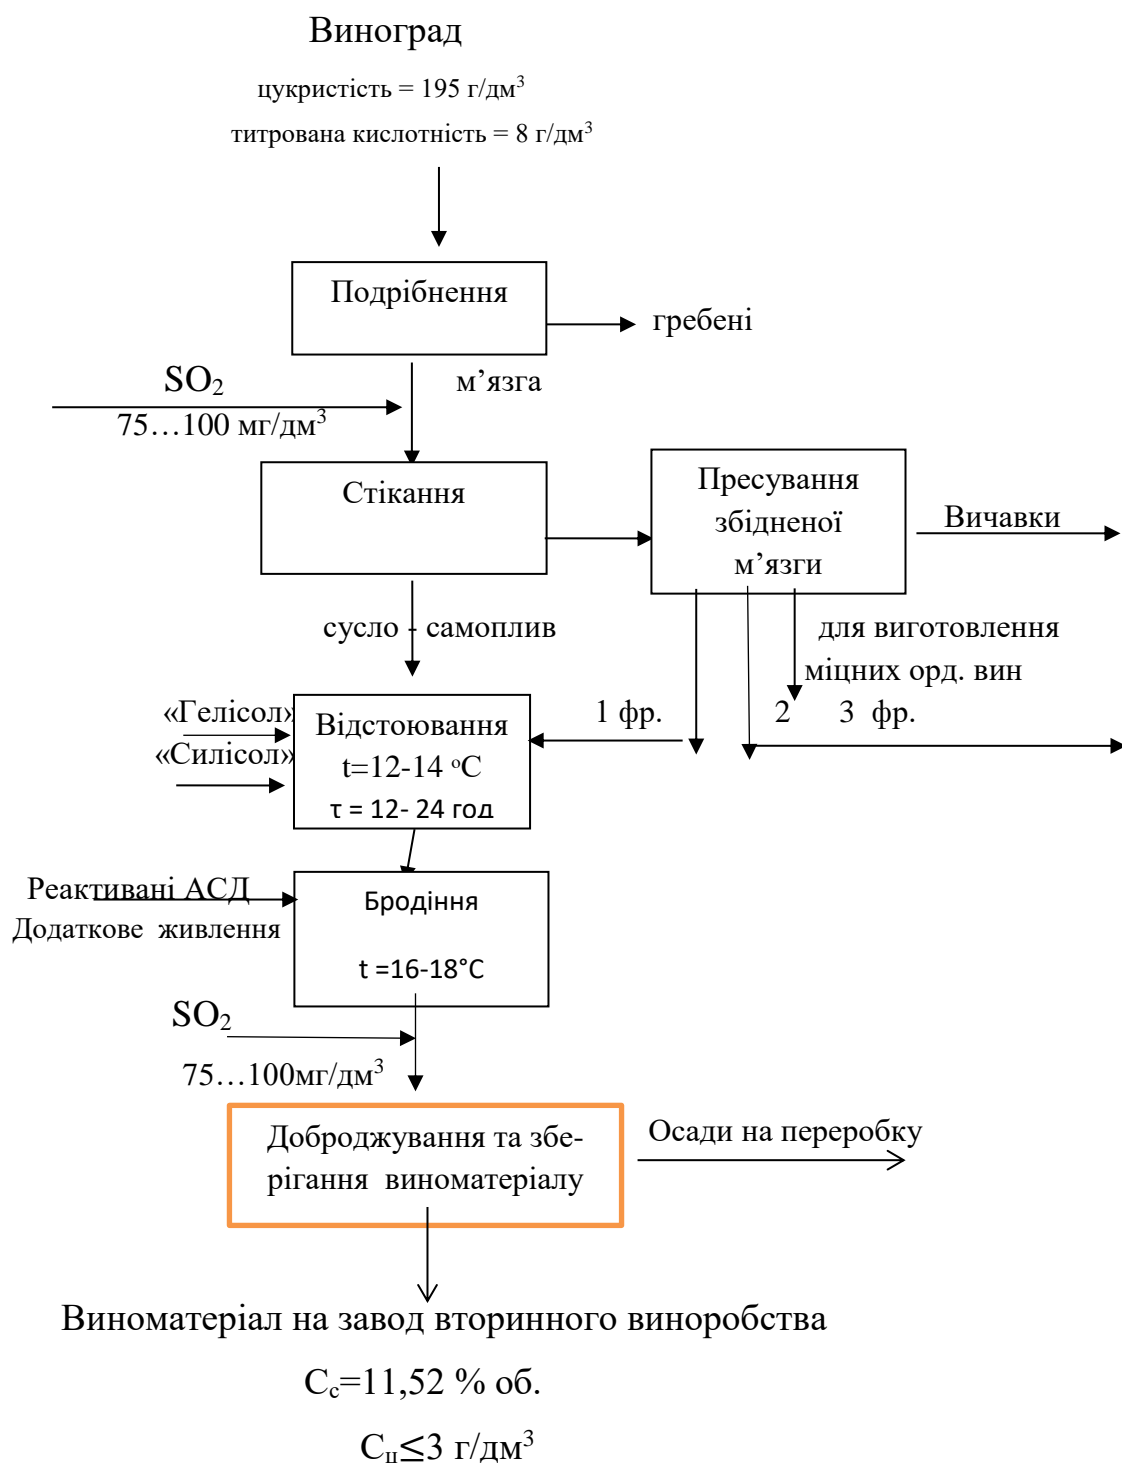 Виноград
цукристість = 195 г/дм³
титрована кислотність = 8 г/дм³
Подрібнення
гребені
SO₂
м’язга
75…100 мг/дм³
Стікання
Пресування
збідненої
м’язги
Вичавки
сусло - самоплив
для виготовлення
міцних орд. вин
«Гелісол»
1 фр.
2 3 фр.
Відстоювання
«Силісол»
t=12-14 ᵒС
τ = 12- 24 год
Реактивані АСД
Додаткове живлення
Бродіння
t =16-18°С
SO₂
75…100мг/дм³
Доброджування та збе-
рігання виноматеріалу
Осади на переробку
Виноматеріал на завод вторинного виноробства
Сс=11,52 % об.
Сц≤3 г/дм³